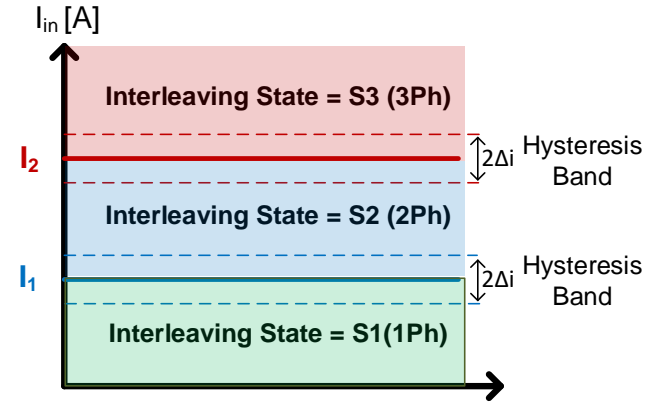 I_in [A]
Interleaving State = S3 (3Ph)
I_2
2Δi
Hysteresis
Band
Interleaving State = S2 (2Ph)
I_1
2Δi
Hysteresis
Band
Interleaving State = S1(1Ph)